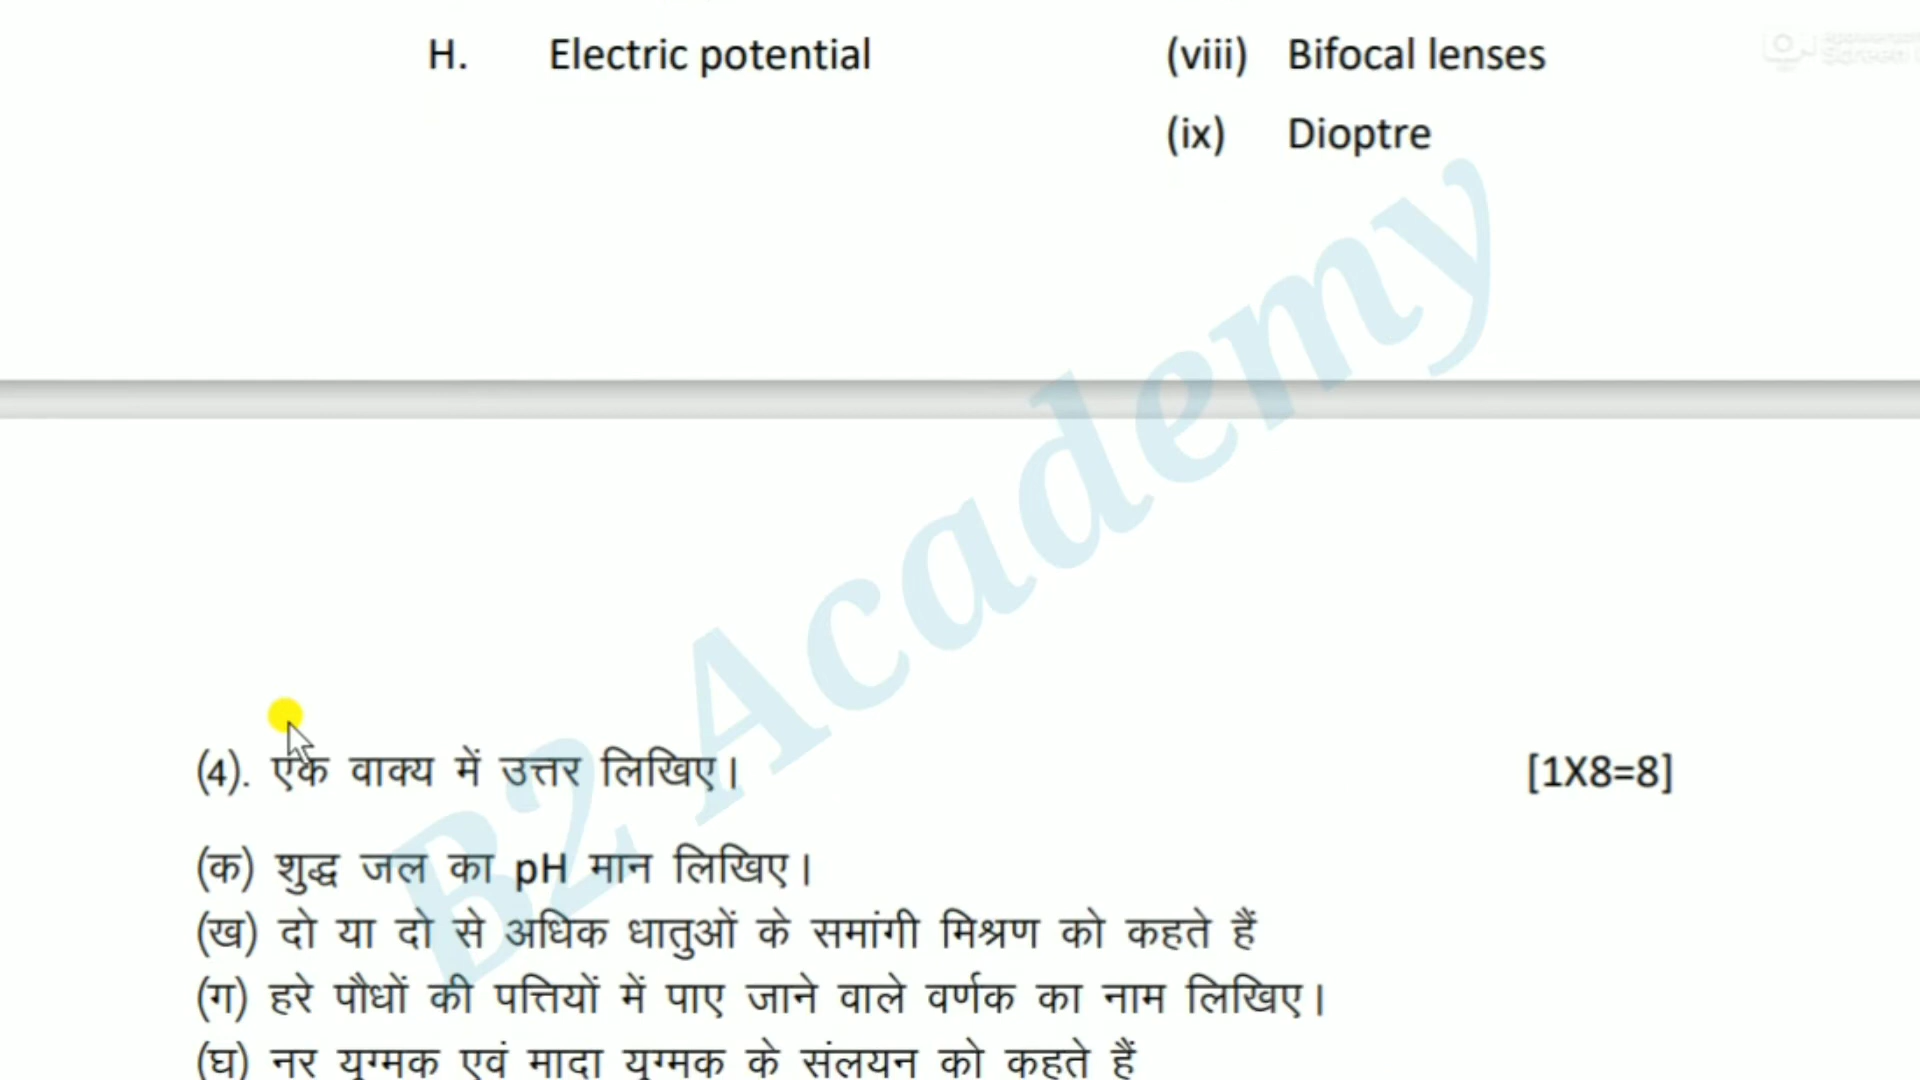 H. Electric potential (viii) Bifocal lenses
(ix) Dioptre
B2 Academy
(4). एक वाक्य में उत्तर लिखिए। [1X8=8]
(क) शुद्ध जल का pH मान लिखिए।
(ख) दो या दो से अधिक धातुओं के समांगी मिश्रण को कहते हैं
(ग) हरे पौधों की पत्तियों में पाए जाने वाले वर्णक का नाम लिखिए।
(घ) नर युग्मक एवं मादा युग्मक के संलयन को कहते हैं